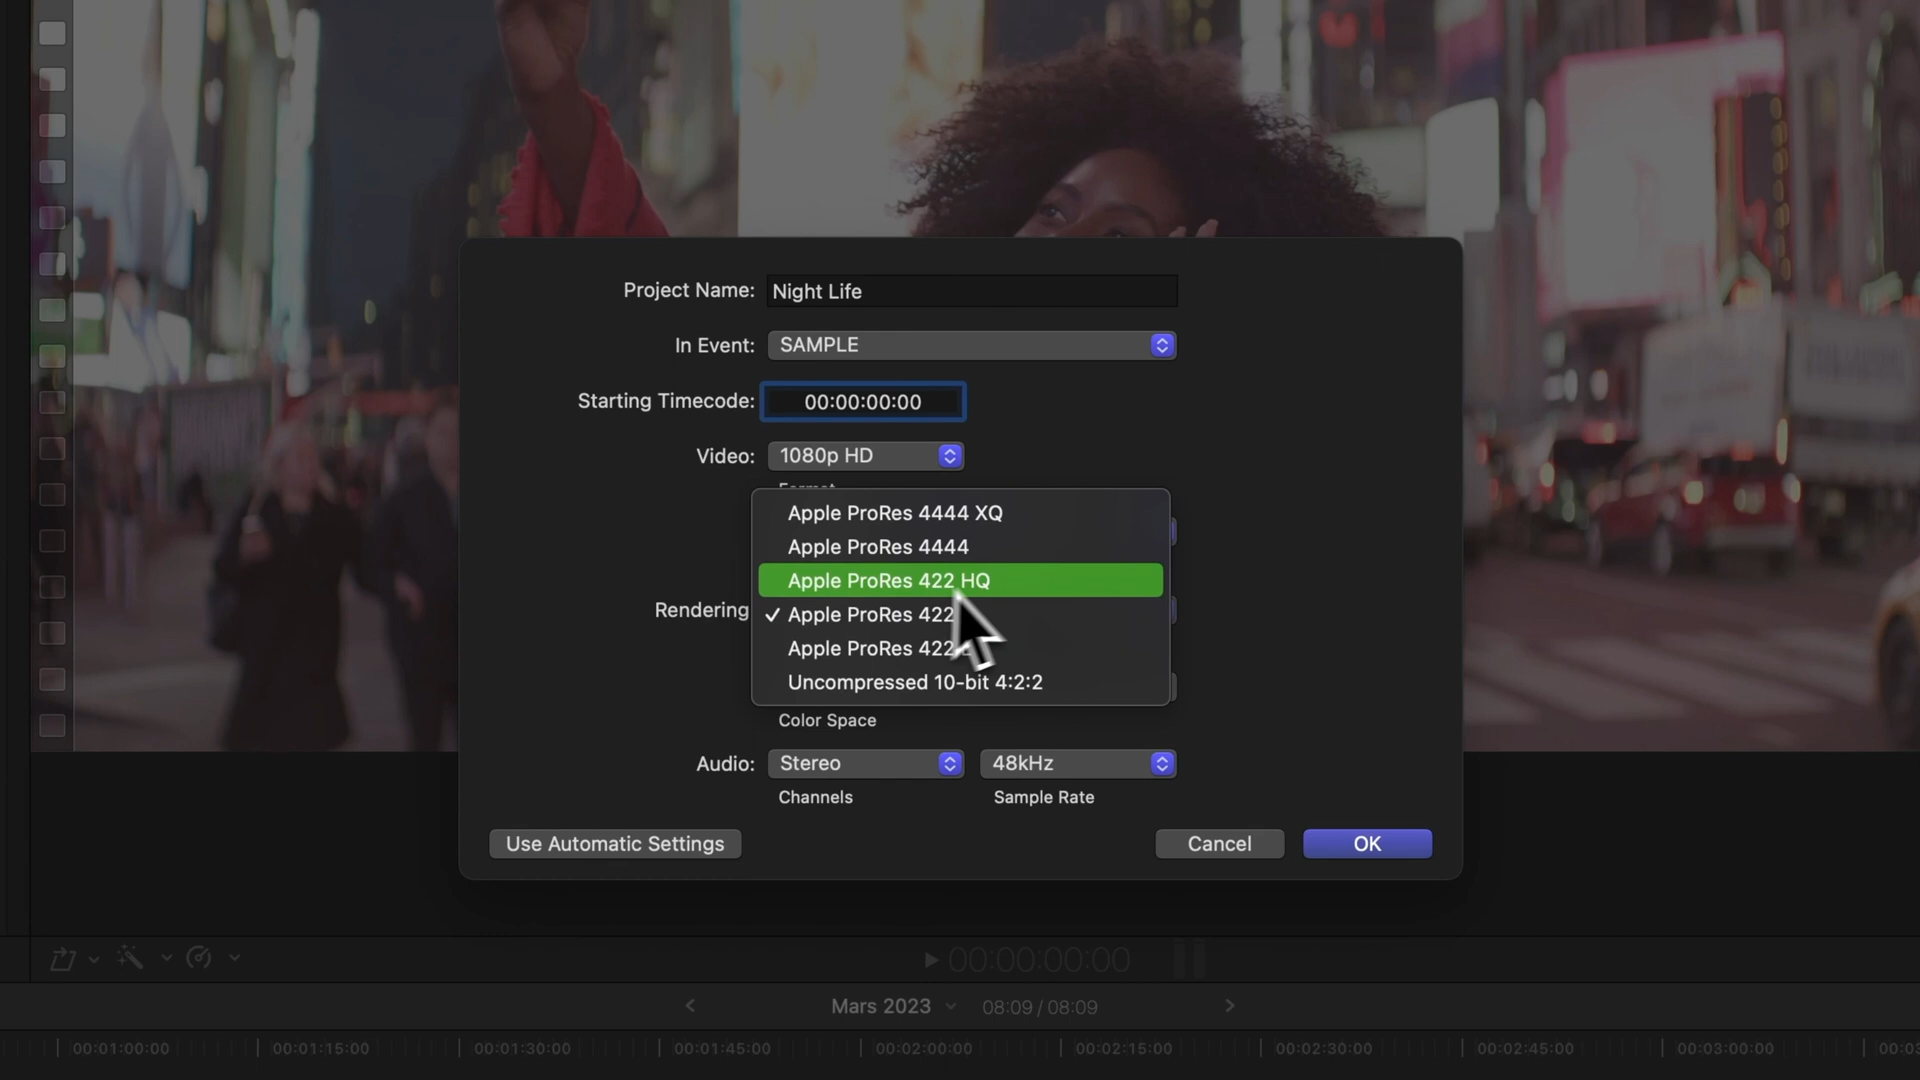 Project Name: Night Life
In Event: SAMPLE
Starting Timecode: 00:00:00:00
Video: 1080p HD
Format
Apple ProRes 4444 XQ
Apple ProRes 4444
Apple ProRes 422 HQ
Rendering ✓ Apple ProRes 422
Apple ProRes 422
Uncompressed 10-bit 4:2:2
Color Space
Audio: Stereo 48kHz
Channels Sample Rate
Use Automatic Settings Cancel OK
00:00:00:00
Mars 2023 08:09 / 08:09
00:01:00:00 00:01:15:00 00:01:30:00 00:01:45:00 00:02:00:00 00:02:15:00 00:02:30:00 00:02:45:00 00:03:00:00